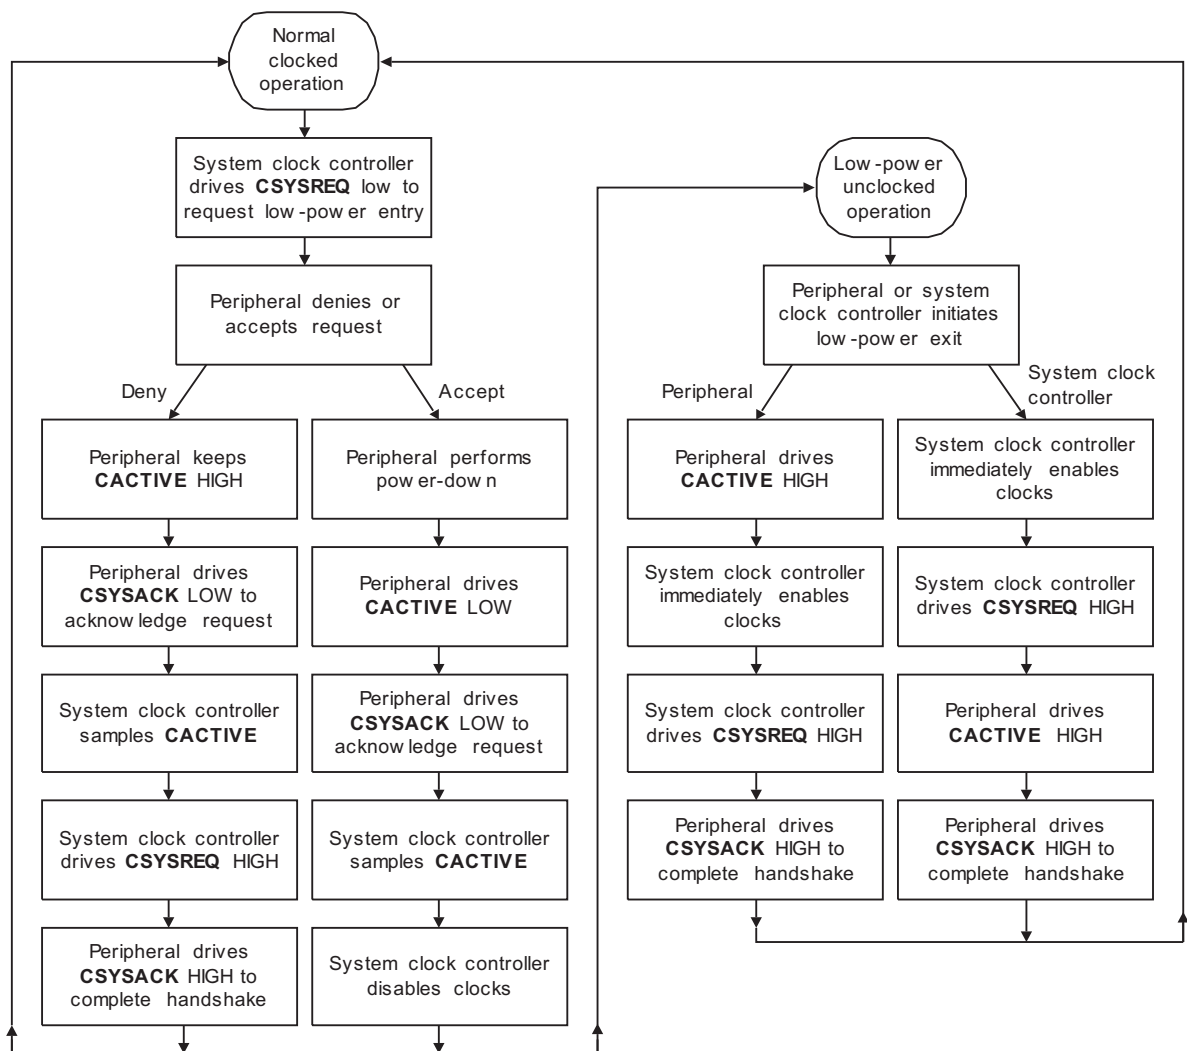 Normal
clocked
operation
System clock controller
drives CSYSREQ low to
request low-power entry
Peripheral denies or
accepts request
Deny
Accept
Peripheral keeps
CACTIVE HIGH
Peripheral drives
CSYSACK LOW to
acknowledge request
System clock controller
samples CACTIVE
System clock controller
drives CSYSREQ HIGH
Peripheral drives
CSYSACK HIGH to
complete handshake
Peripheral performs
power-down
Peripheral drives
CACTIVE LOW
Peripheral drives
CSYSACK LOW to
acknowledge request
System clock controller
samples CACTIVE
System clock controller
disables clocks
Low-power
unclocked
operation
Peripheral or system
clock controller initiates
low-power exit
Peripheral
System clock
controller
Peripheral drives
CACTIVE HIGH
System clock controller
immediately enables
clocks
System clock controller
drives CSYSREQ HIGH
Peripheral drives
CSYSACK HIGH to
complete handshake
System clock controller
immediately enables
clocks
System clock controller
drives CSYSREQ HIGH
Peripheral drives
CACTIVE HIGH
Peripheral drives
CSYSACK HIGH to
complete handshake